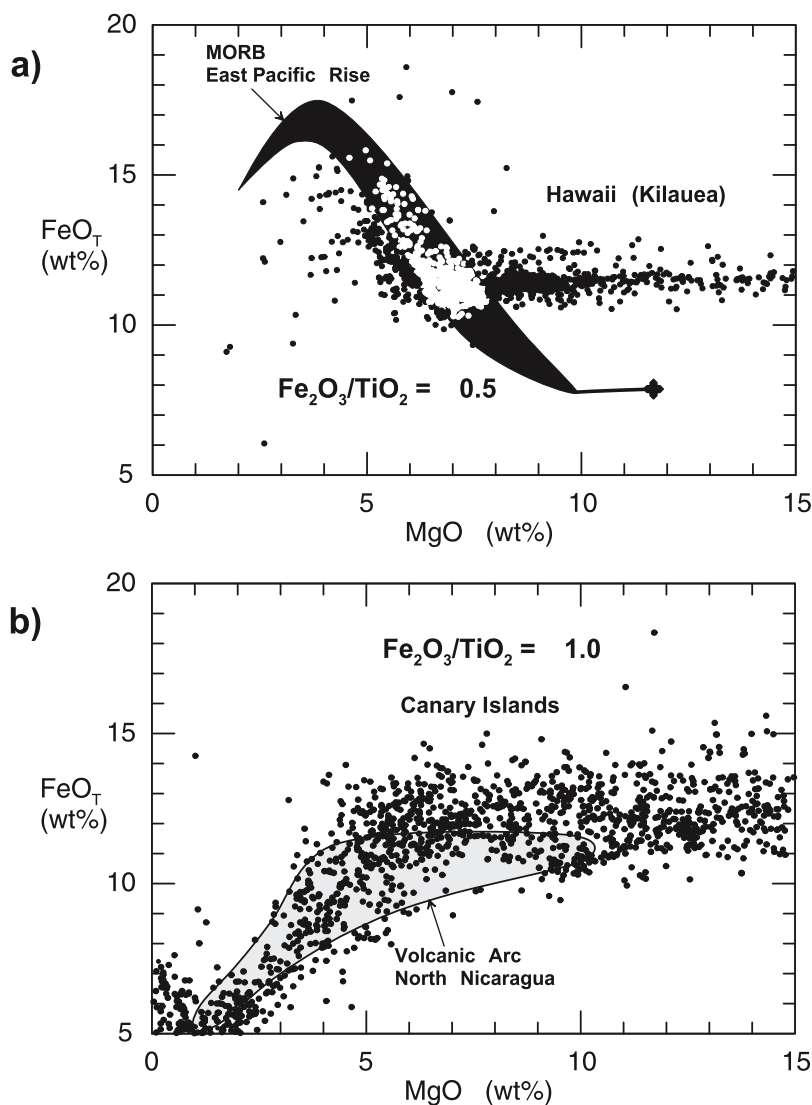 a)
20
15
10
5
FeOT
(wt%)
MORB
East Pacific Rise
Hawaii (Kilauea)
Fe2O3/TiO2 = 0.5
0
5
10
15
MgO (wt%)
b)
20
15
10
5
FeOT
(wt%)
Fe2O3/TiO2 = 1.0
Canary Islands
Volcanic Arc
North Nicaragua
0
5
10
15
MgO (wt%)